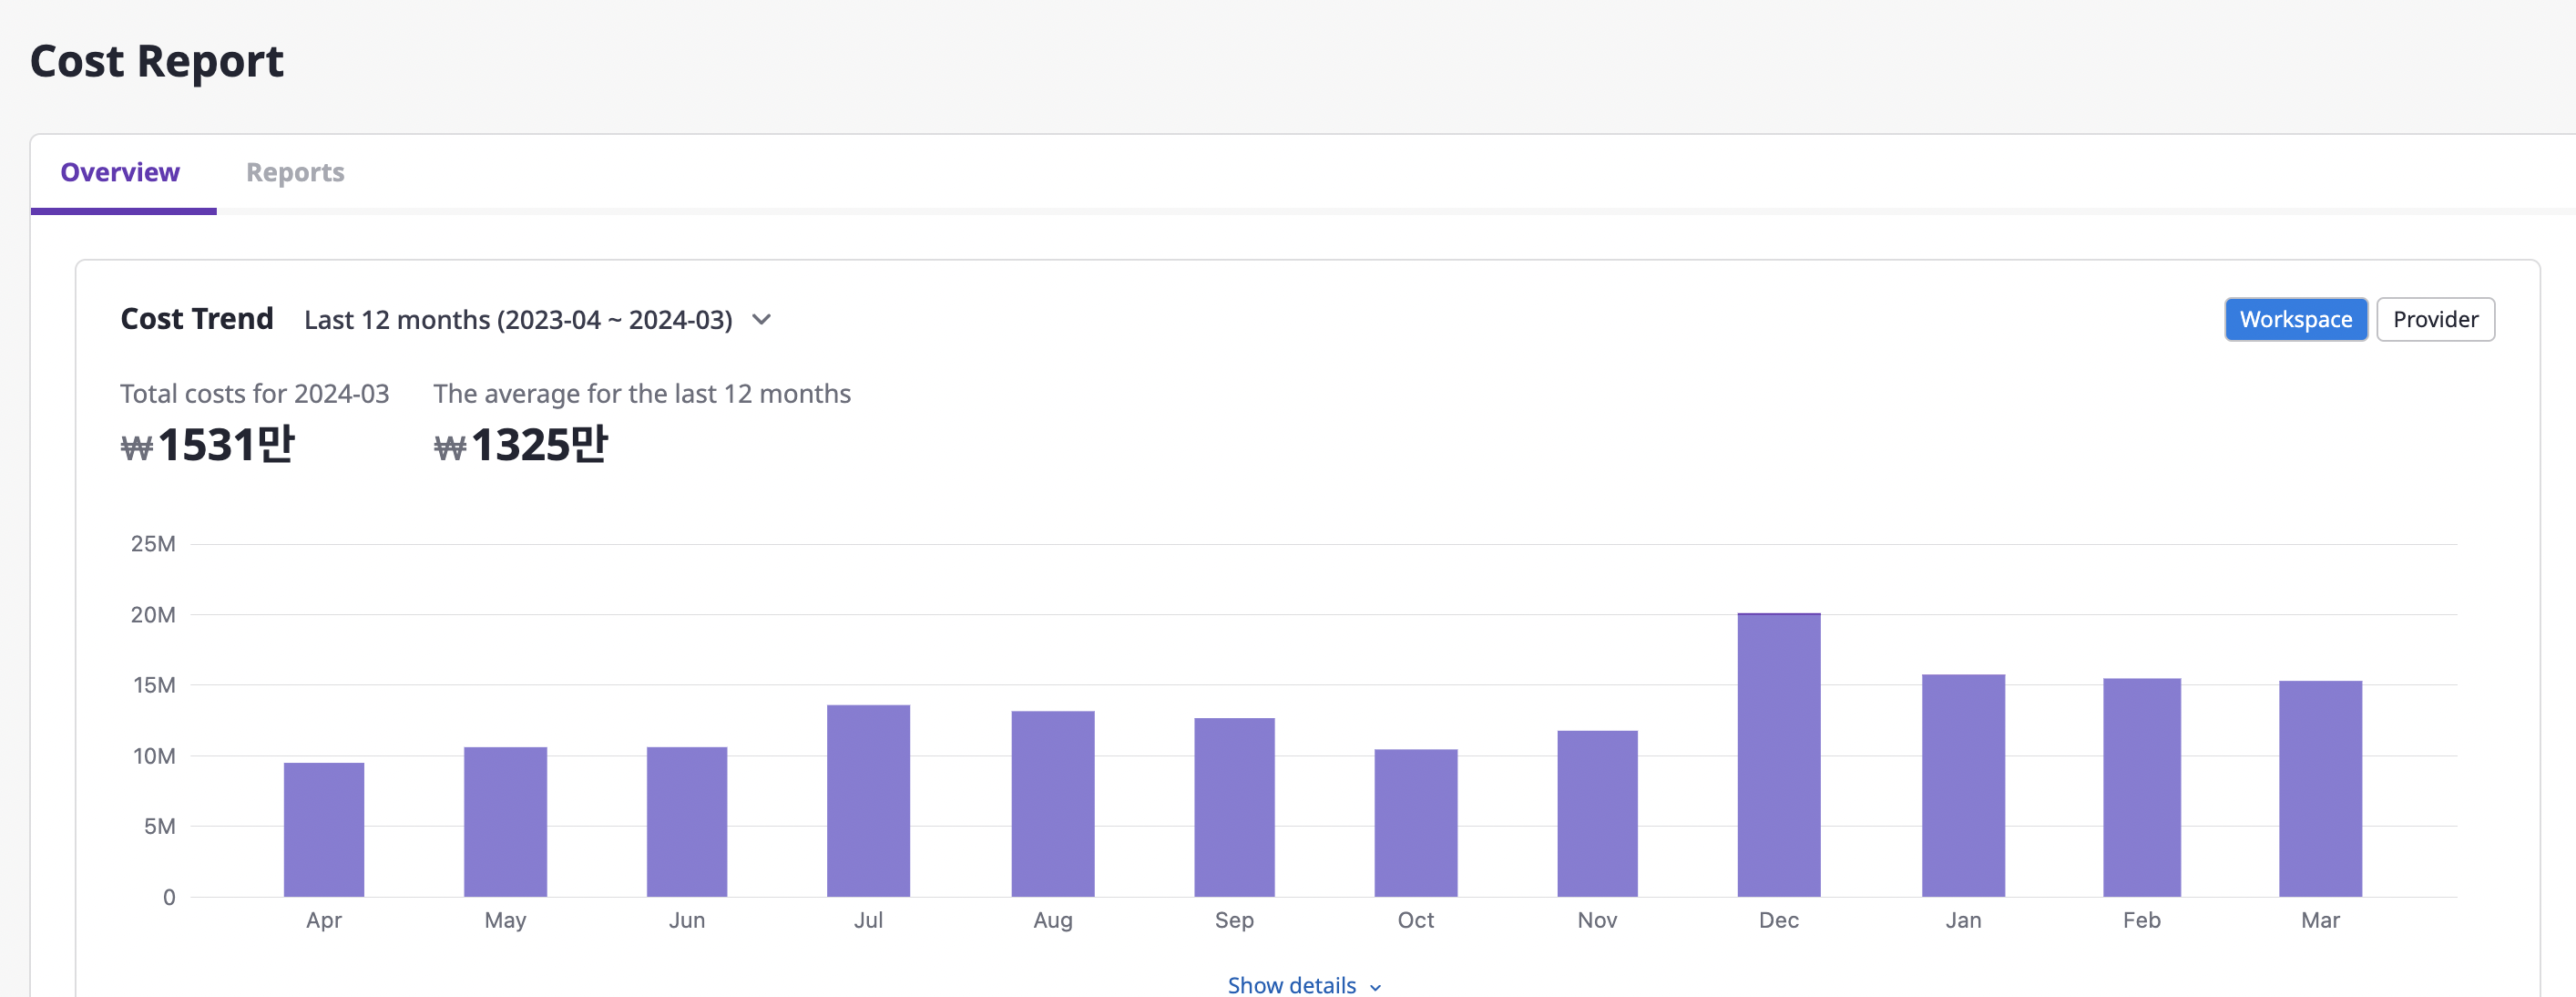 Cost Report
Overview Reports
Cost Trend Last 12 months (2023-04 ~ 2024-03) Workspace Provider
Total costs for 2024-03 The average for the last 12 months
₩1531만 ₩1325만
25M
20M
15M
10M
5M
0
Apr May Jun Jul Aug Sep Oct Nov Dec Jan Feb Mar
Show details